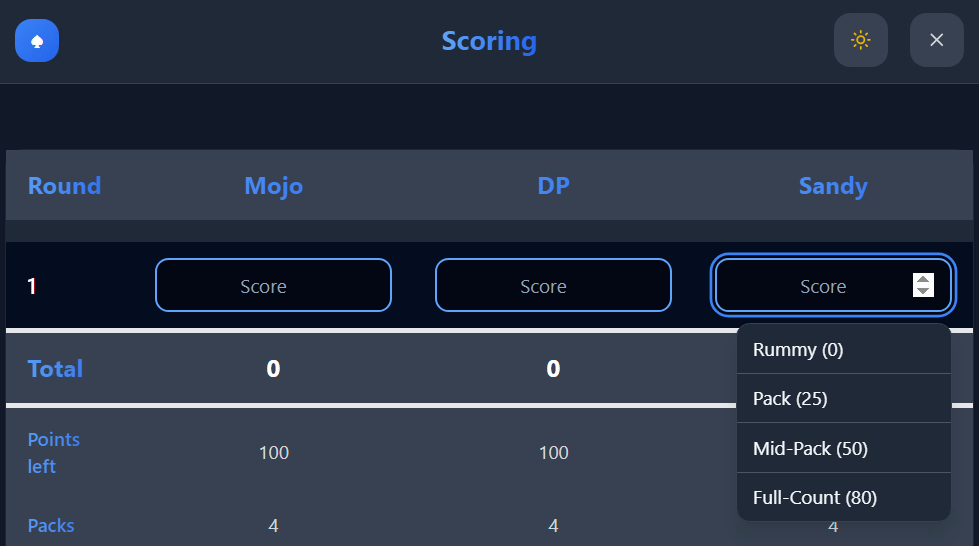 Scoring
Round Mojo DP Sandy
1 Score Score Score
Rummy (0)
Total 0 0
Pack (25)
Points left 100 100
Mid-Pack (50)
Full-Count (80)
Packs 4 4 4